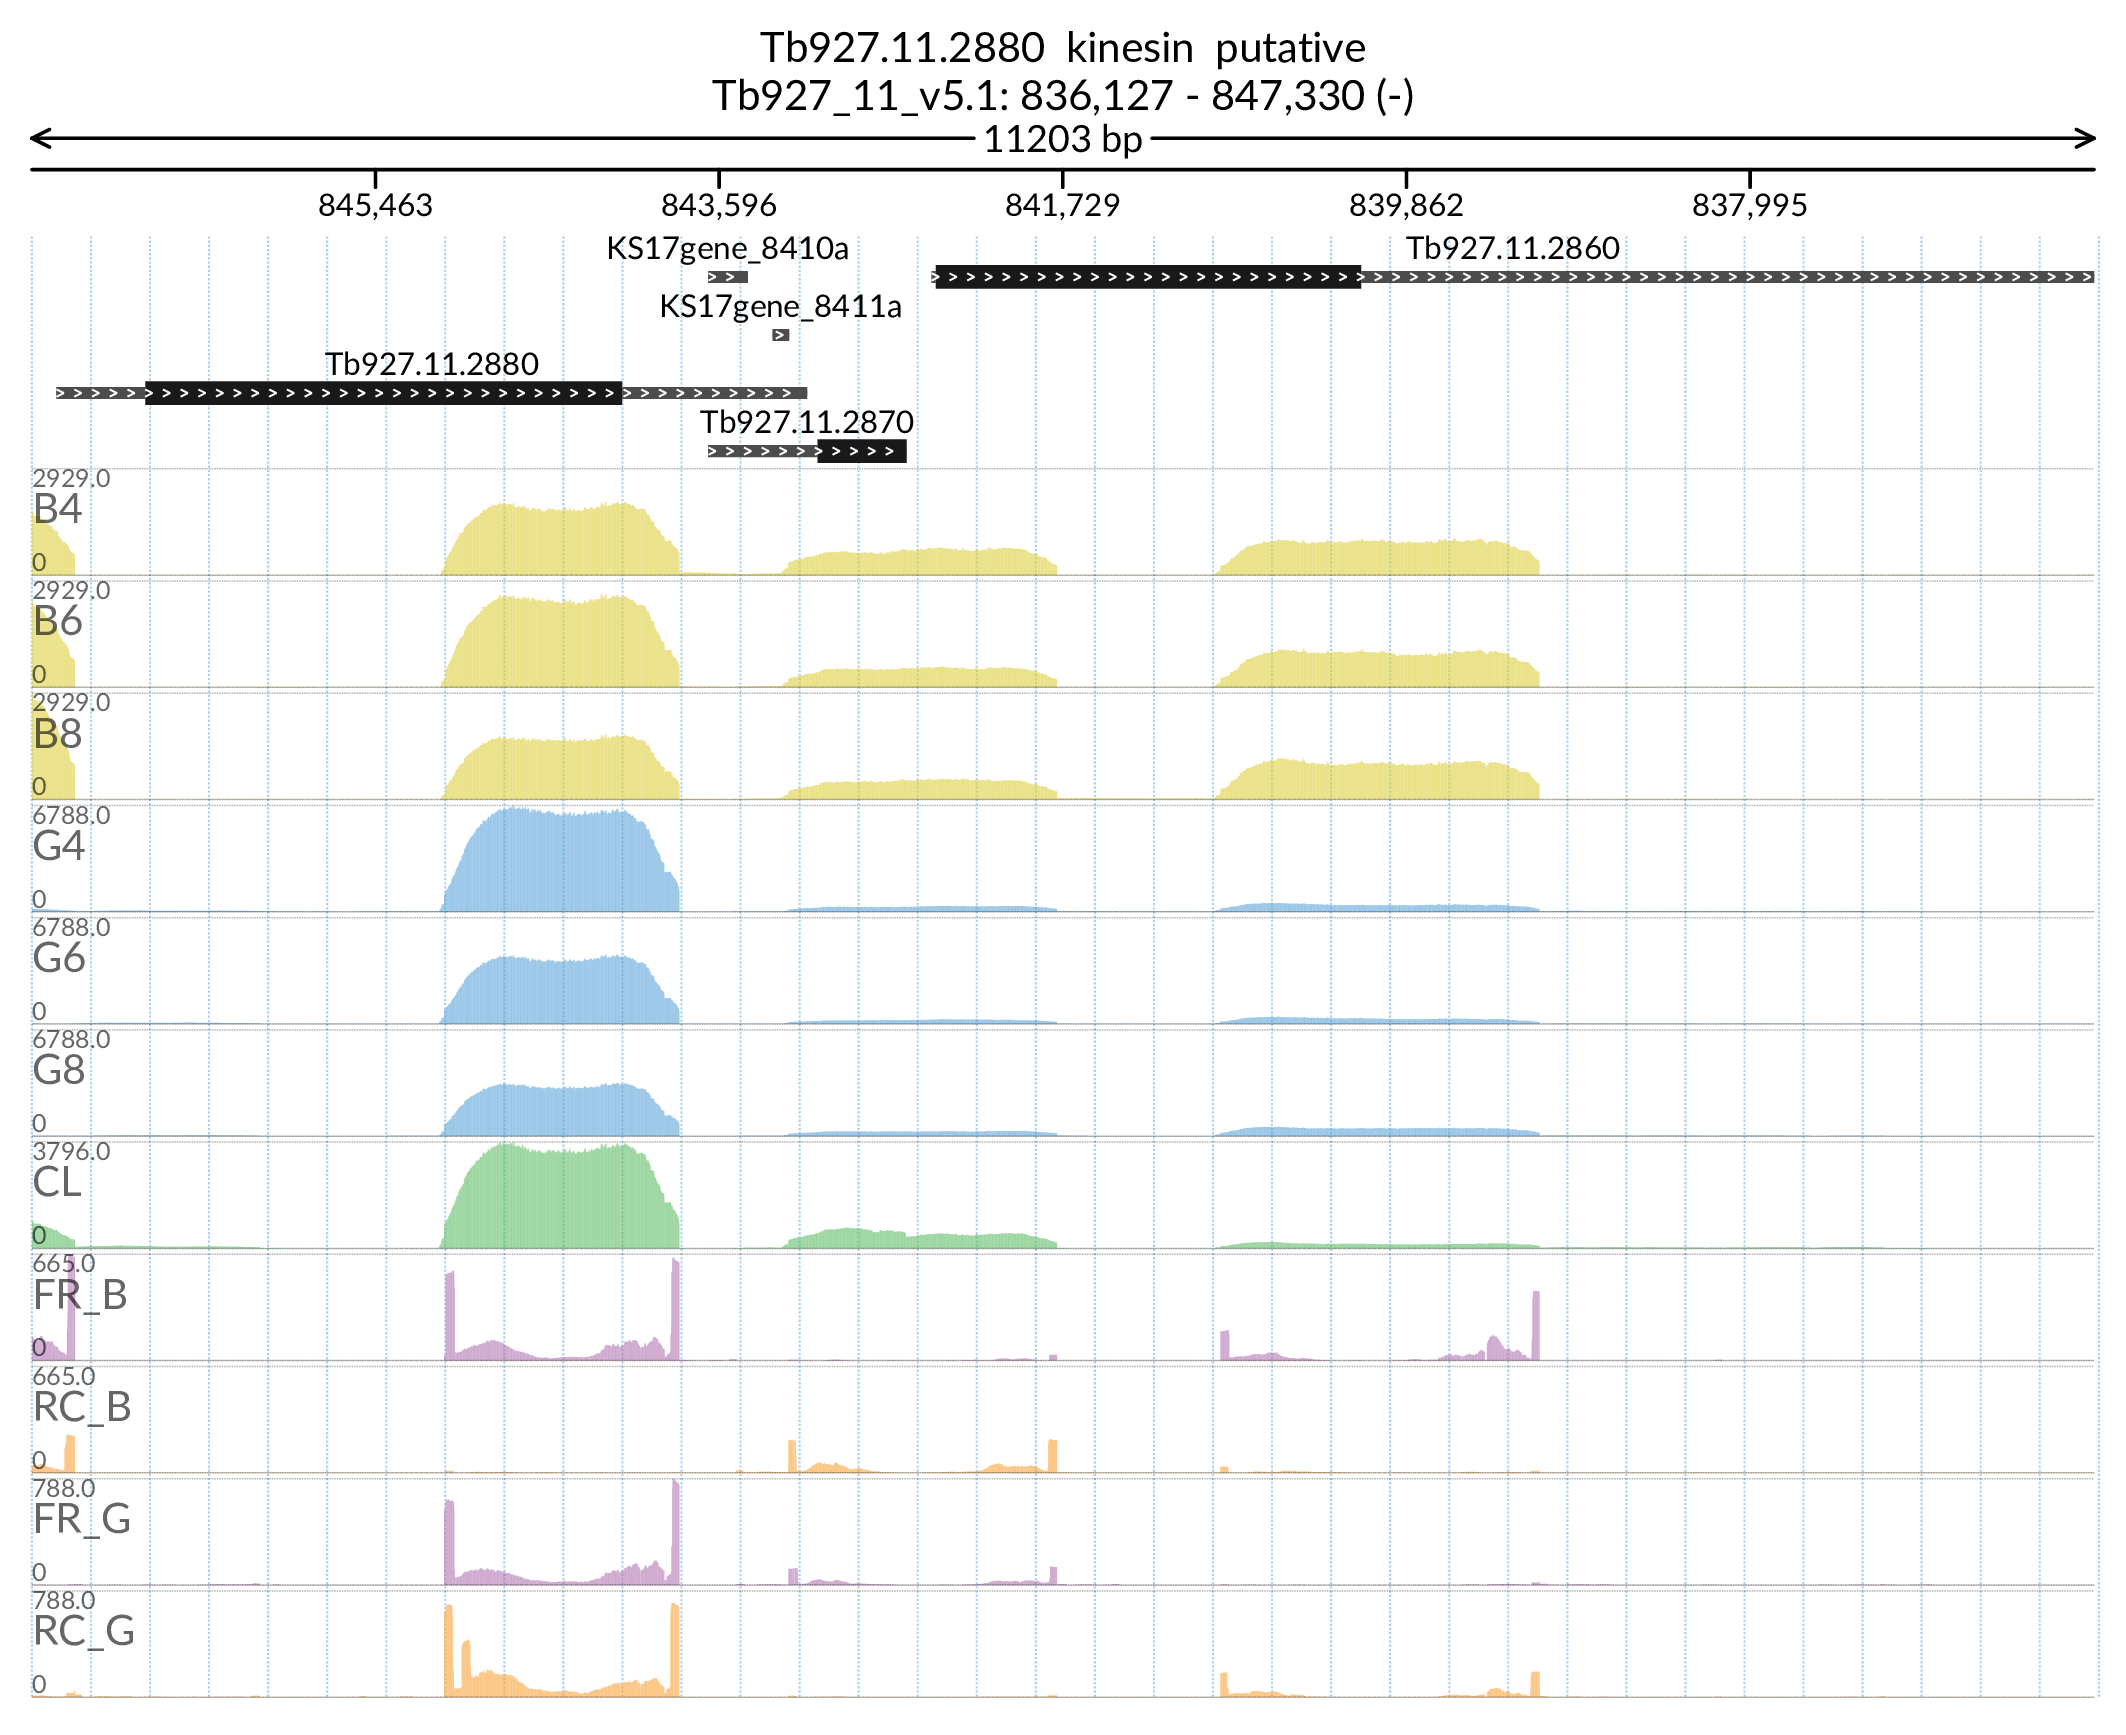 Tb927.11.2880 kinesin putative
Tb927_11_v5.1: 836,127 - 847,330 (-)
11203 bp
845,463 843,596 841,729 839,862 837,995
KS17gene_8410a Tb927.11.2860
KS17gene_8411a
Tb927.11.2880
Tb927.11.2870
2929.0
B4
0
2929.0
B6
0
2929.0
B8
0
6788.0
G4
0
6788.0
G6
0
6788.0
G8
0
3796.0
CL
0
665.0
FR_B
0
665.0
RC_B
0
788.0
FR_G
0
788.0
RC_G
0